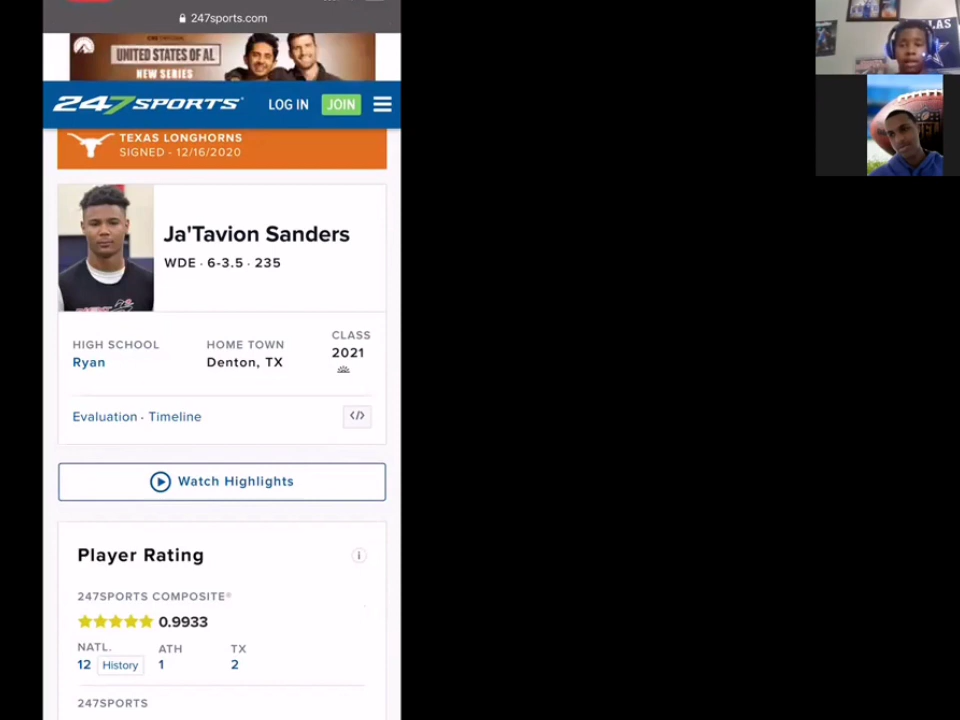 247sports.com
UNITED STATES OF AL
NEW SERIES
247SPORTS
LOG IN
JOIN
TEXAS LONGHORNS
SIGNED - 12/16/2020
Ja'Tavion Sanders
WDE · 6-3.5 · 235
HIGH SCHOOL
Ryan
HOME TOWN
Denton, TX
CLASS
2021
Evaluation · Timeline
</>
Watch Highlights
Player Rating
247SPORTS COMPOSITE®
0.9933
NATL.
12 History
ATH
1
TX
2
247SPORTS